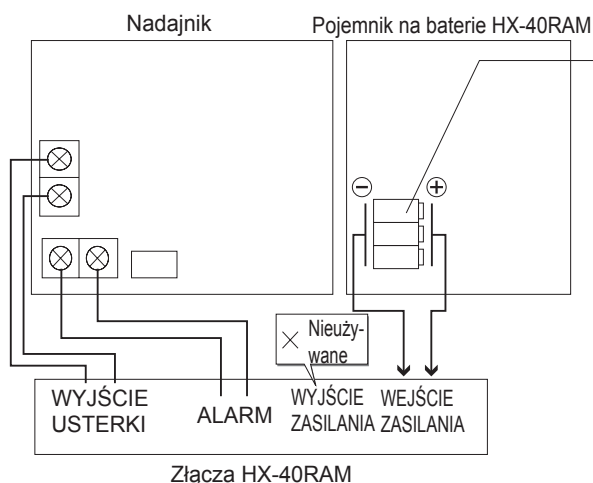 Nadajnik
Pojemnik na baterie HX-40RAM
⊖ ⊕
Nieuży-
wane
WYJŚCIE
USTERKI
ALARM
WYJŚCIE
ZASILANIA
WEJŚCIE
ZASILANIA
Złącza HX-40RAM